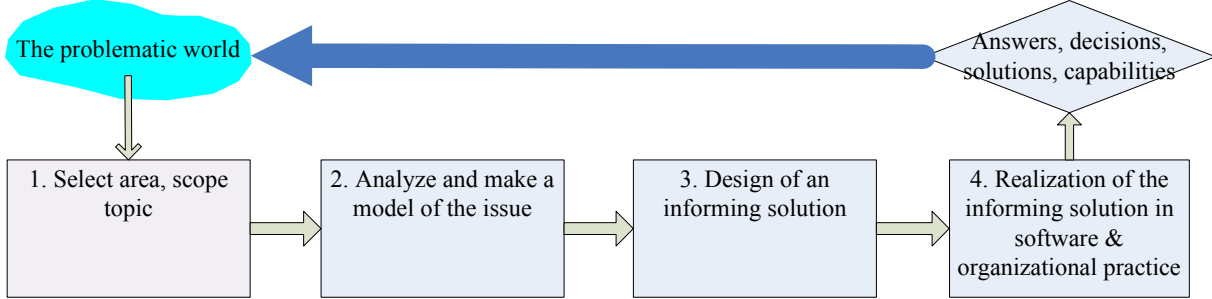 The problematic world
Answers, decisions,
solutions, capabilities
1. Select area, scope
topic
2. Analyze and make a
model of the issue
3. Design of an
informing solution
4. Realization of the
informing solution in
software &
organizational practice